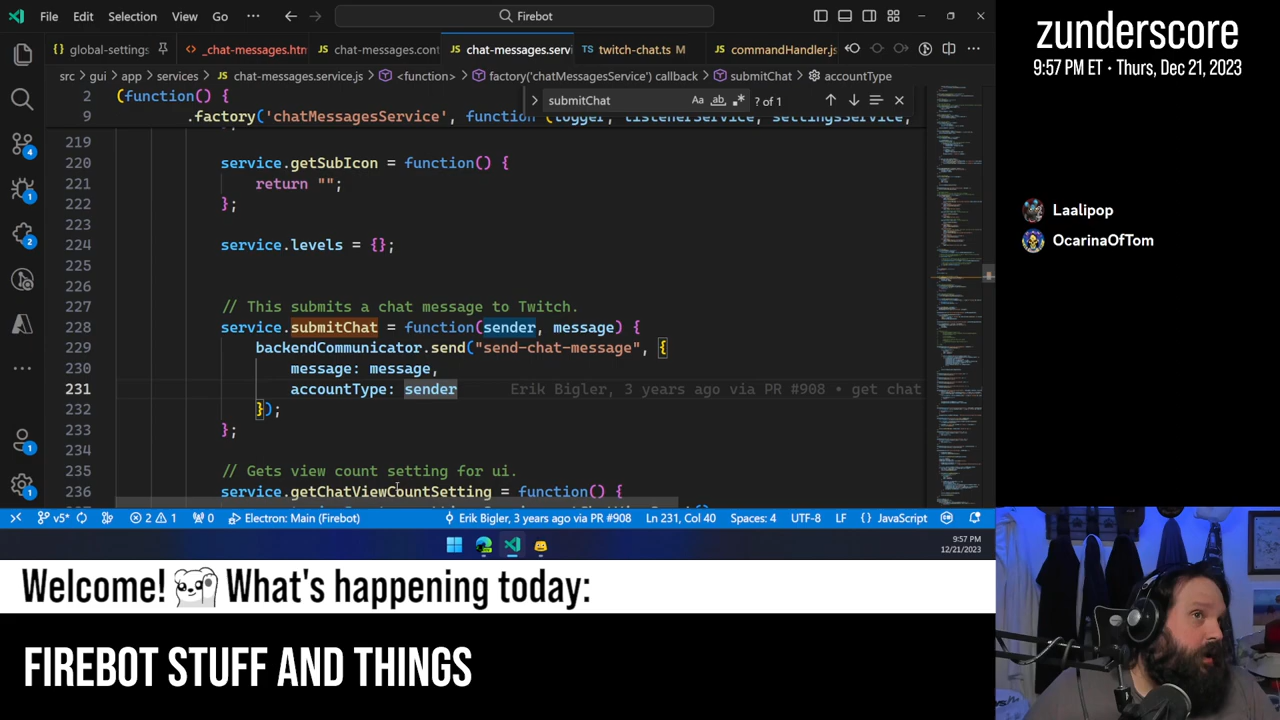 File Edit Selection View Go ··· Firebot
global-settings _chat-messages.htm chat-messages.cont chat-messages.servi twitch-chat.ts M commandHandler.js
src > gui > app > services > JS chat-messages.service.js > <function> > factory('chatMessagesService') callback > submitChat > accountType
2 (function() {
submitChat Aa ab ? of 1
9 .factory('chatMessagesService', function (logger, listenerService, settingsService,
219
220 service.getSubIcon = function() {
221 return "";
222 };
223
224 service.levels = {};
225
226
227 // This submits a chat message to Twitch.
228 service.submitChat = function(sender, message) {
229 backendCommunicator.send("send-chat-message", {
230 message: message,
231 accountType: sender Erik Bigler, 3 years ago via PR #908 • get chat
232 });
233 };
234
235 // Gets view count setting for ui.
236 service.getChatViewCountSetting = function() {
v5* 2 1 0 Electron: Main (Firebot) Erik Bigler, 3 years ago via PR #908 Ln 231, Col 40 Spaces: 4 UTF-8 LF {} JavaScript
9:57 PM
12/21/2023
zunderscore
9:57 PM ET • Thurs, Dec 21, 2023
Laalipop
OcarinaOfTom
Welcome! What's happening today:
FIREBOT STUFF AND THINGS